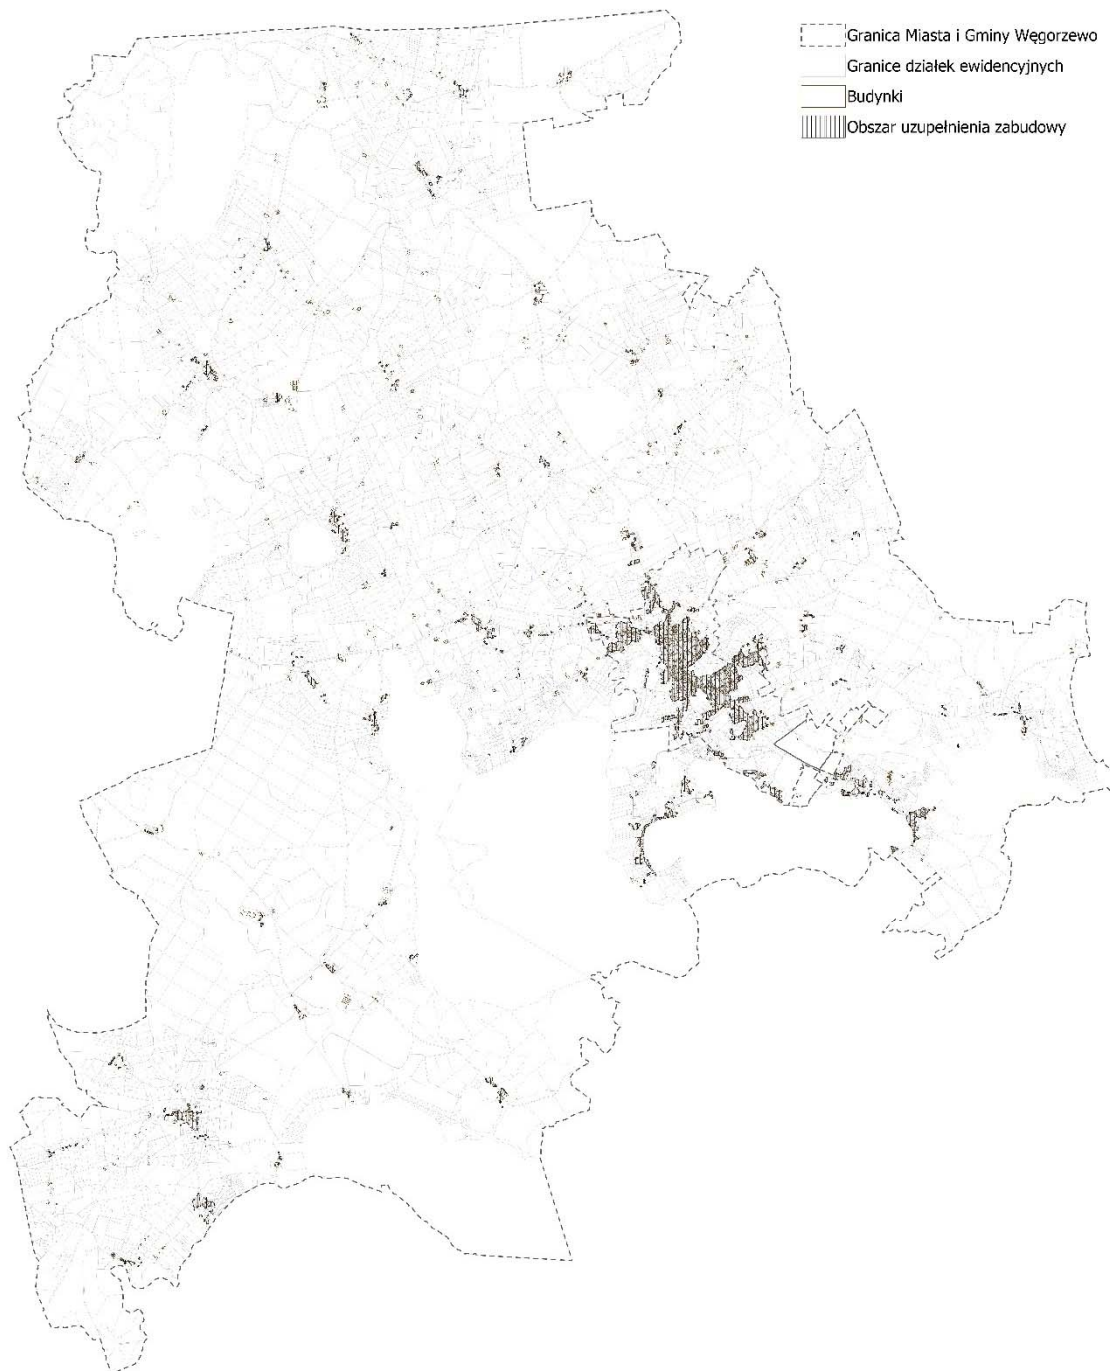 Granica Miasta i Gminy Węgorzewo
Granice działek ewidencyjnych
Budynki
Obszar uzupełnienia zabudowy